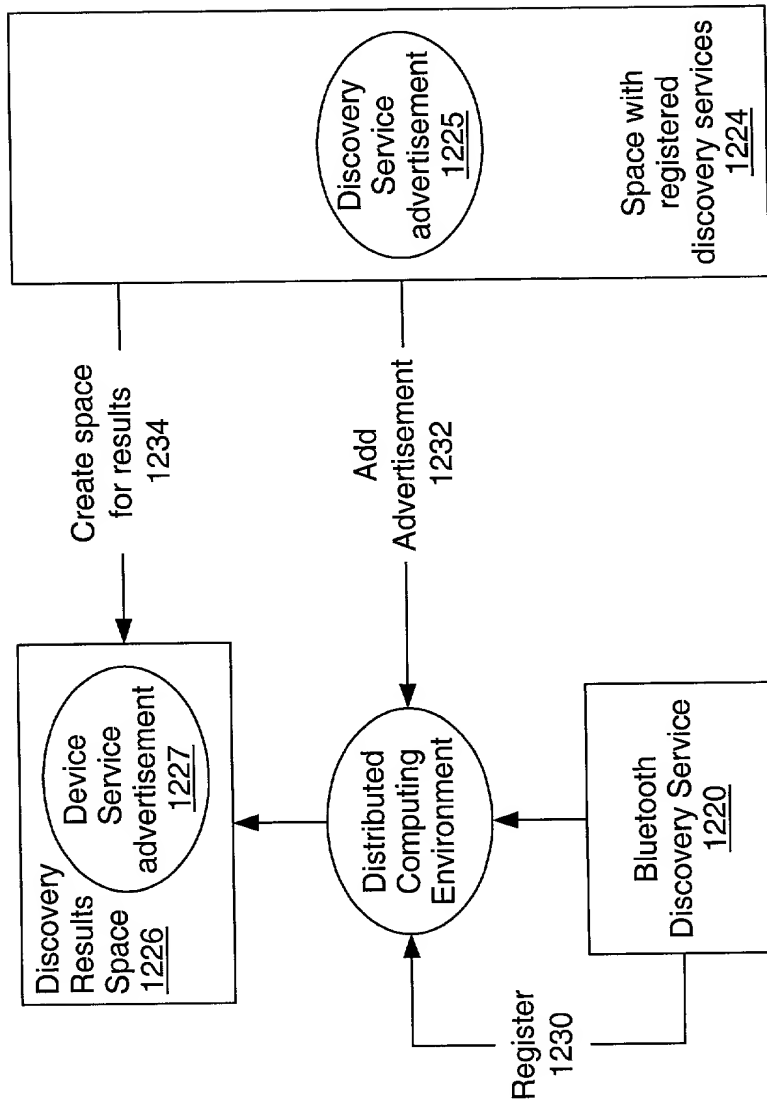 Discovery
Results
Space
1226
Device
Service
advertisement
1227
Create space
for results
1234
Discovery
Service
advertisement
1225
Space with
registered
discovery services
1224
Distributed
Computing
Environment
Add
Advertisement
1232
Register
1230
Bluetooth
Discovery Service
1220